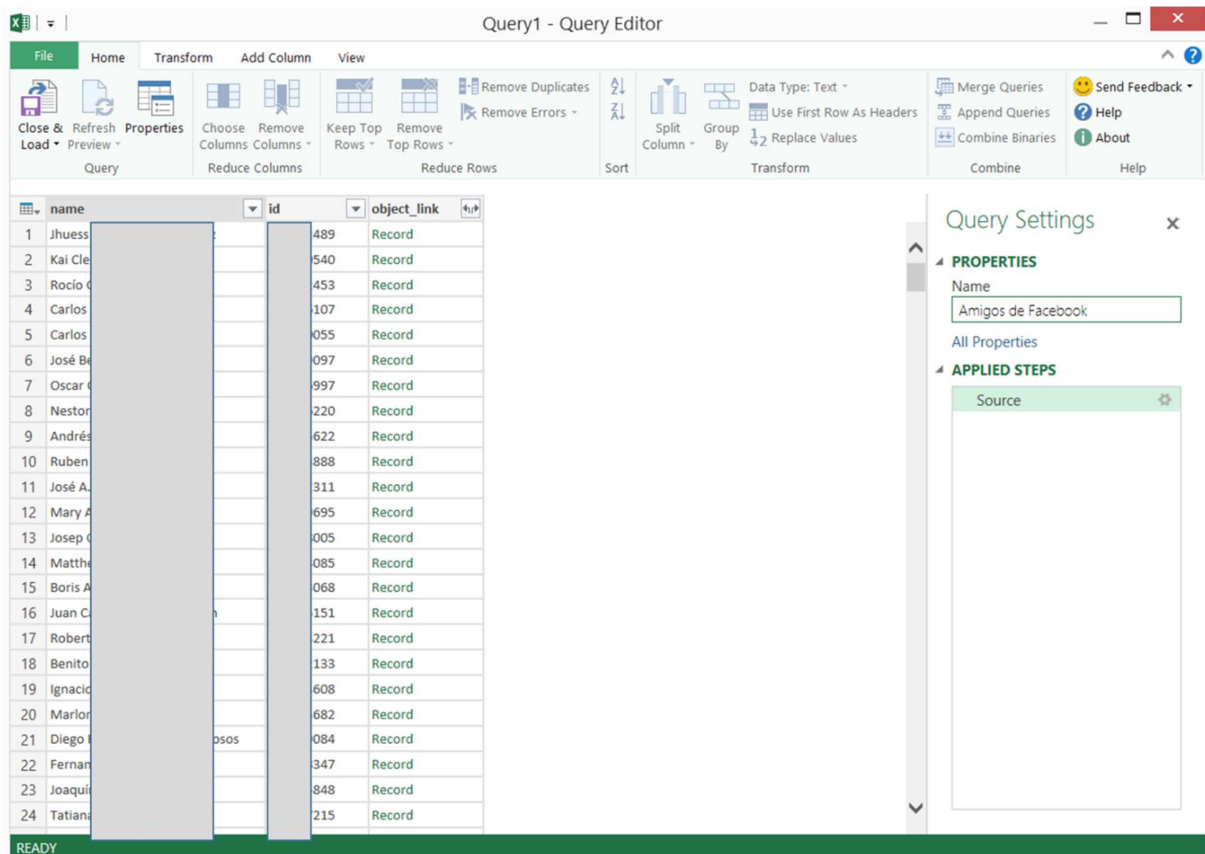 Query1 - Query Editor
File Home Transform Add Column View
Close & Load
Refresh Preview
Properties
Query
Choose Columns
Remove Columns
Reduce Columns
Keep Top Rows
Remove Top Rows
Remove Duplicates
Remove Errors
Reduce Rows
Sort
Split Column
Group By
Data Type: Text
Use First Row As Headers
1 2 Replace Values
Transform
Merge Queries
Append Queries
Combine Binaries
Combine
Send Feedback
Help
About
Help
name id object_link
1 Jhuess 489 Record
2 Kai Cle 540 Record
3 Rocío 453 Record
4 Carlos 107 Record
5 Carlos 055 Record
6 José Be 097 Record
7 Oscar 997 Record
8 Nestor 220 Record
9 Andrés 622 Record
10 Ruben 888 Record
11 José A. 311 Record
12 Mary A 695 Record
13 Josep 005 Record
14 Matthe 085 Record
15 Boris A 068 Record
16 Juan 151 Record
17 Robert 221 Record
18 Benito 133 Record
19 Ignacio 608 Record
20 Marlon 682 Record
21 Diego osos 084 Record
22 Fernan 347 Record
23 Joaquí 848 Record
24 Tatiana 215 Record
Query Settings
PROPERTIES
Name
Amigos de Facebook
All Properties
APPLIED STEPS
Source
READY